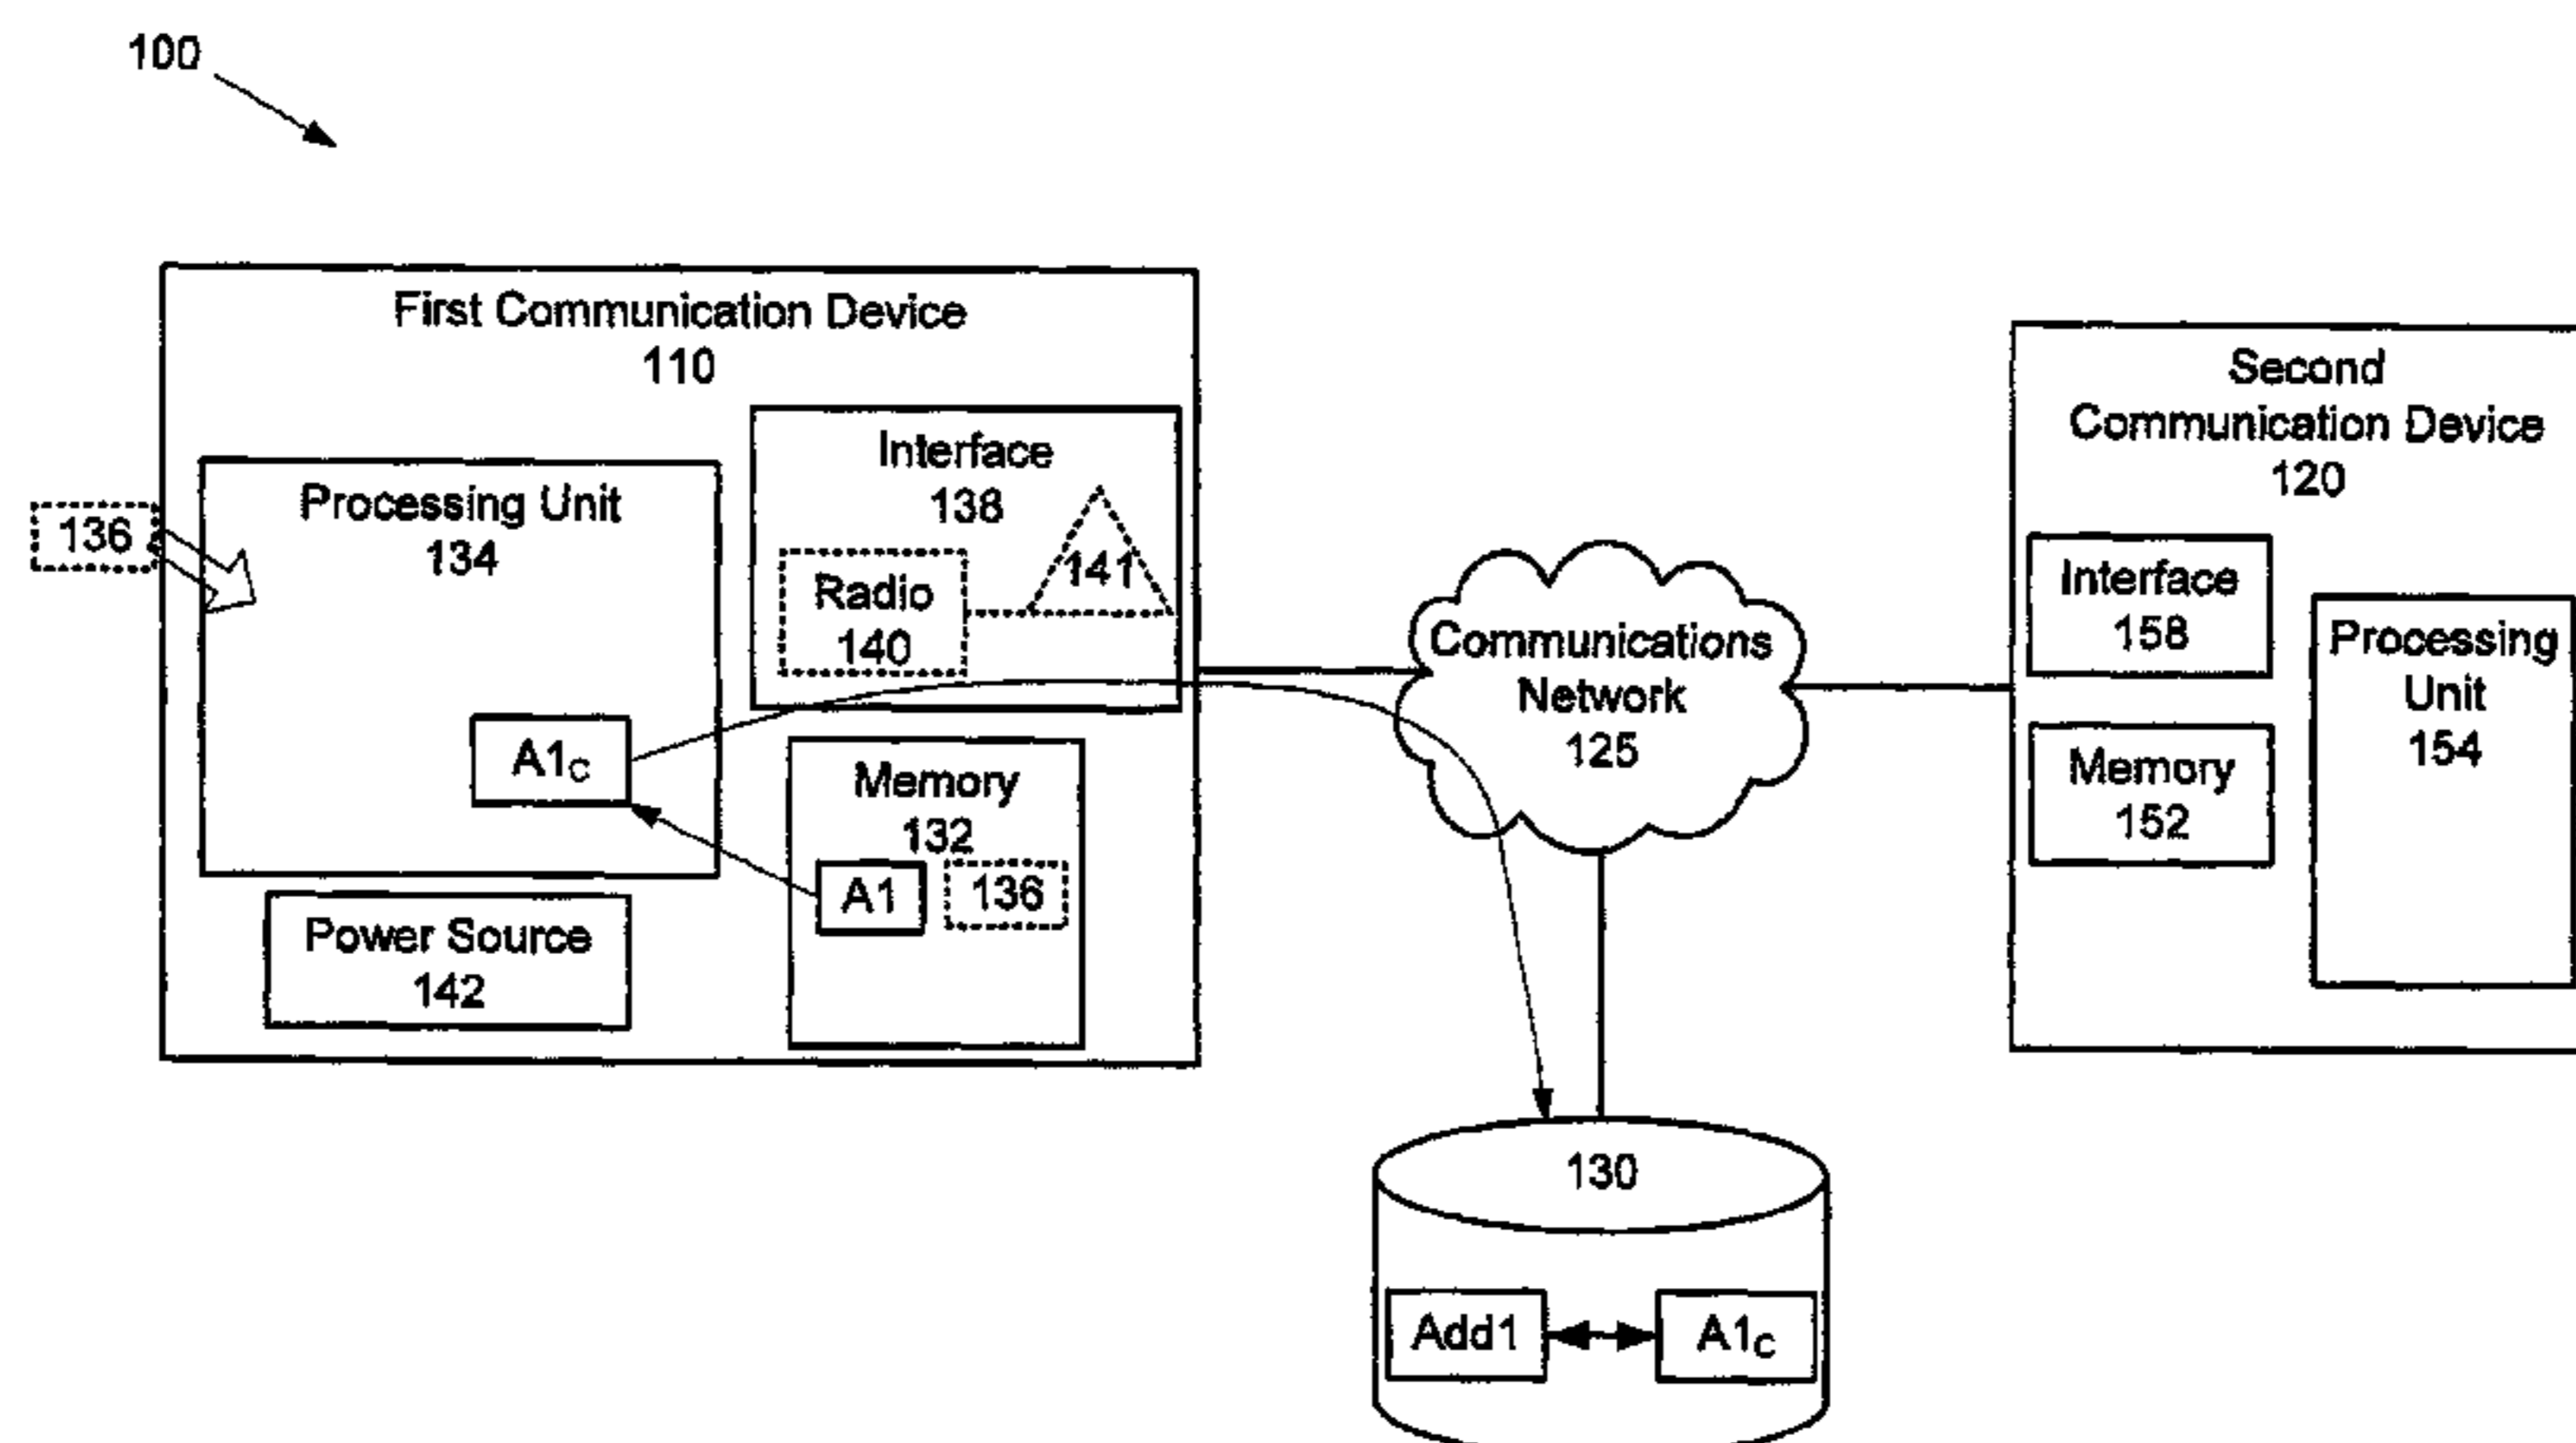 100
First Communication Device
110
136
Processing Unit
134
Interface
138
141
Radio
140
A1C
Memory
132
A1
136
Power Source
142
Communications
Network
125
Second
Communication Device
120
Interface
158
Memory
152
Processing
Unit
154
130
Add1
A1C